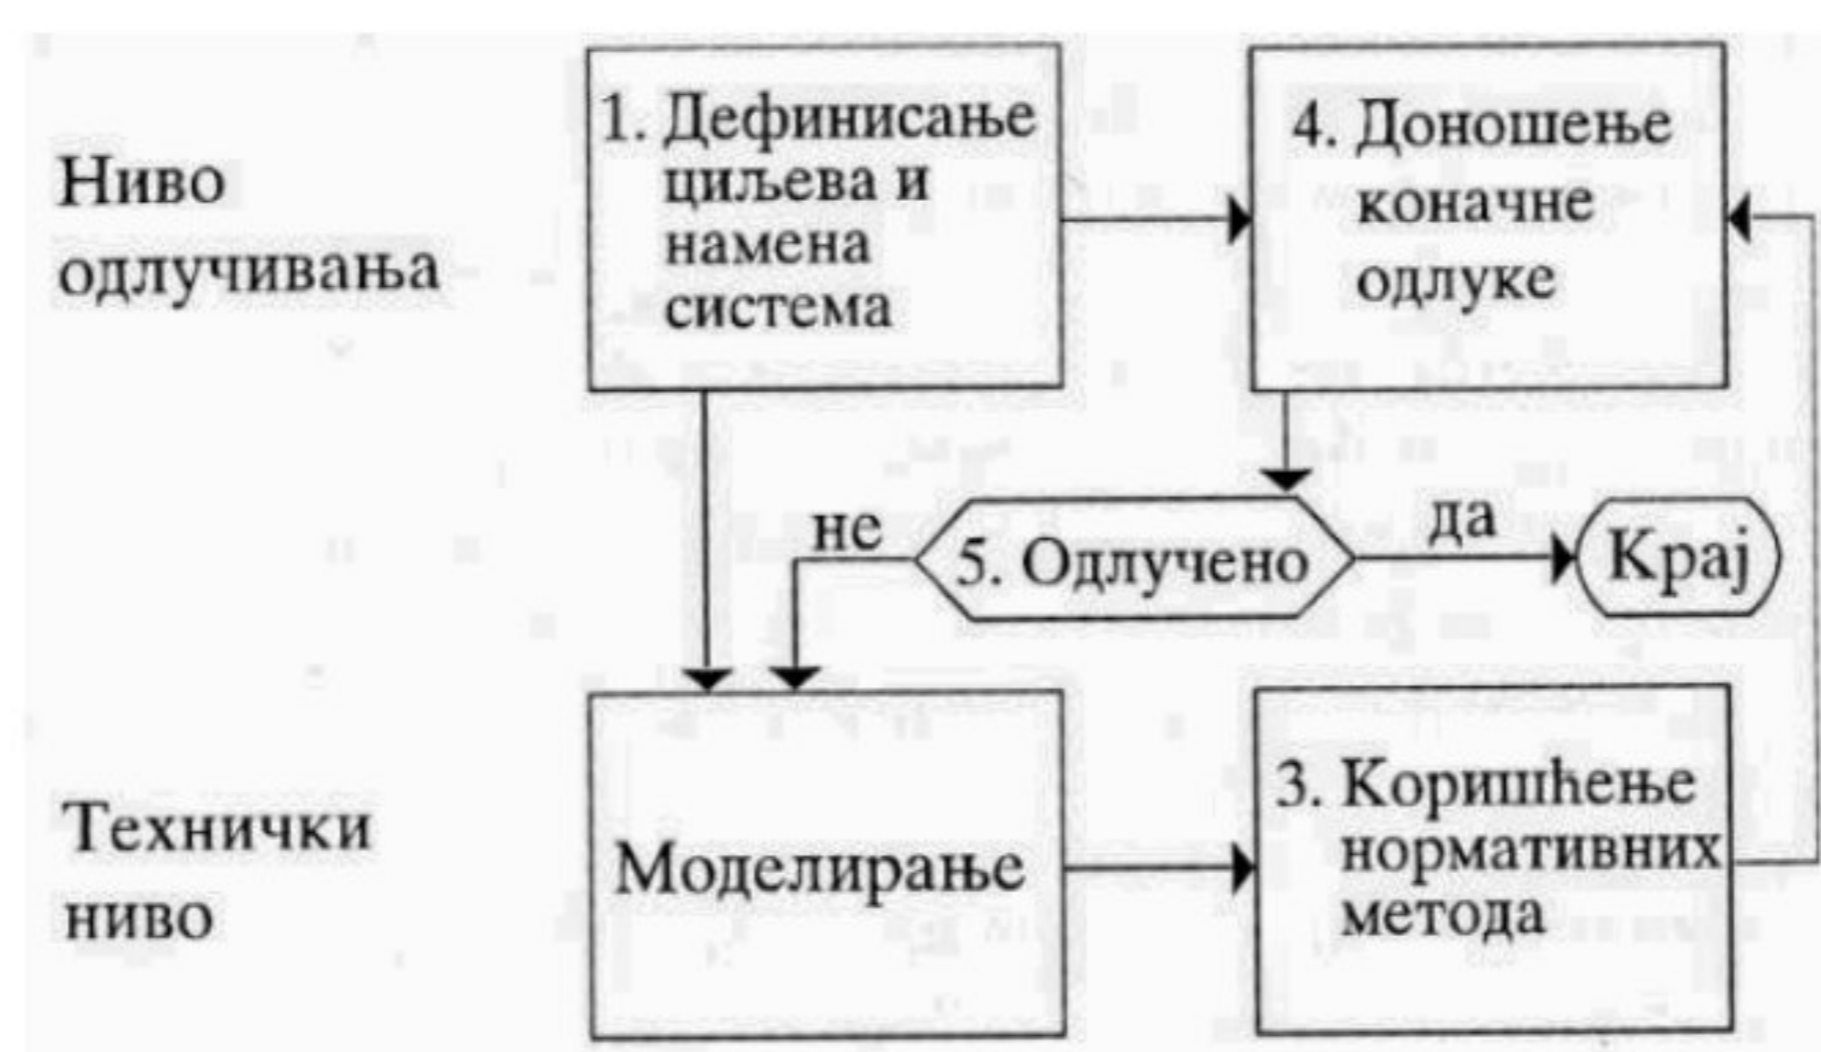 Ниво
одлучивања
1. Дефинисање
циљева и
намена
система
4. Доношење
коначне
одлуке
не
5. Одлучено
да
Крај
Технички
ниво
Моделирање
3. Коришћење
нормативних
метода